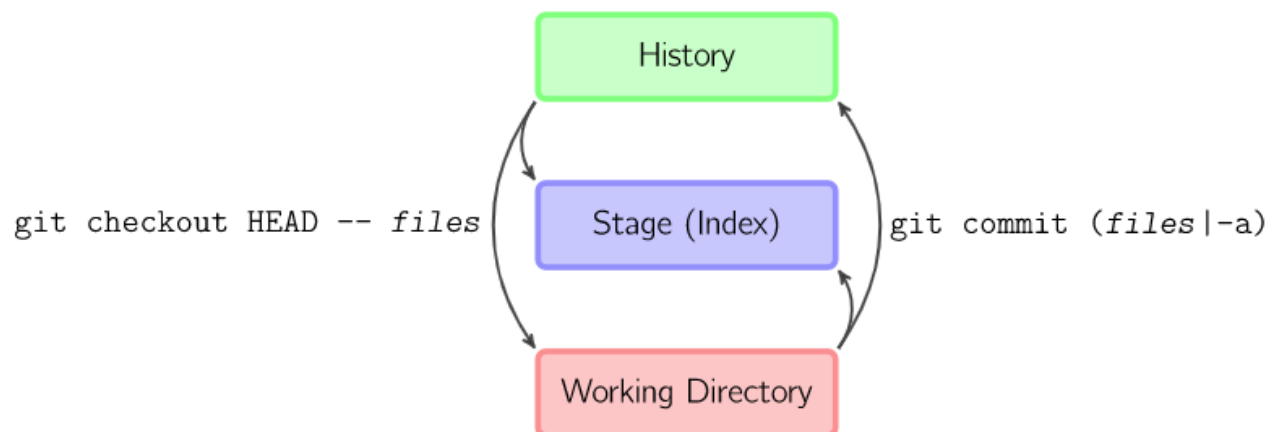 History
git checkout HEAD -- files
Stage (Index)
git commit (files|-a)
Working Directory